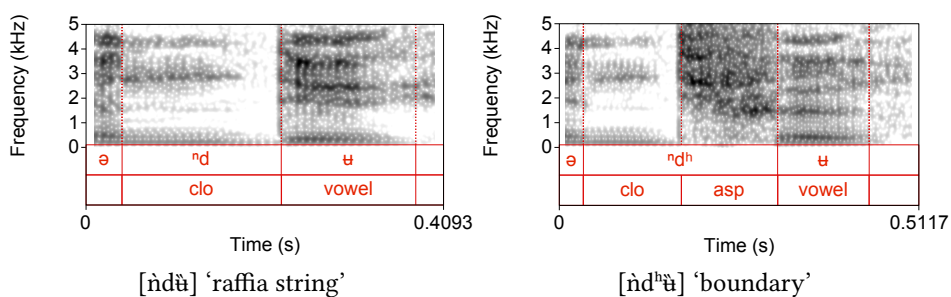 5
4
3
2
1
0
Frequency (kHz)
ə ⁿd ʉ
clo vowel
0 0.4093
Time (s)
[ǹdʉ̏] ‘raffia string’
5
4
3
2
1
0
Frequency (kHz)
ə ⁿdʰ ʉ
clo asp vowel
0 0.5117
Time (s)
[ǹdʰʉ̏] ‘boundary’